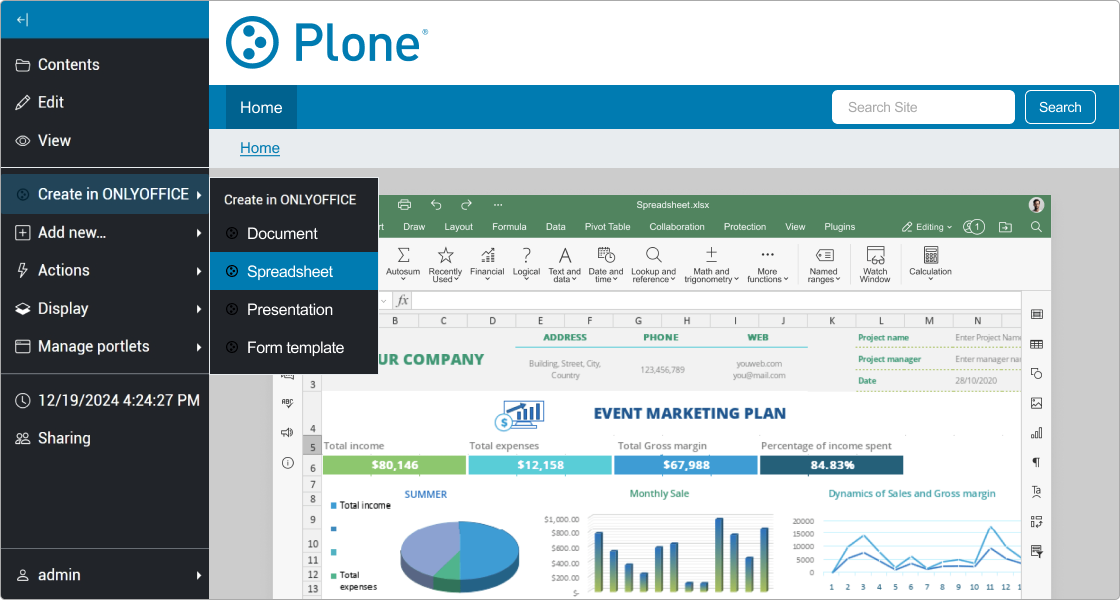 Plone®
Home
Search Site
Search
Home
Contents
Edit
View
Create in ONLYOFFICE
Add new...
Actions
Display
Manage portlets
12/19/2024 4:24:27 PM
Sharing
admin
Create in ONLYOFFICE
Document
Spreadsheet
Presentation
Form template
Spreadsheet.xlsx
Draw Layout Formula Data Pivot Table Collaboration Protection View Plugins
Editing 1
Autosum
Recently Used
Financial
Logical
Text and data
Date and time
Lookup and reference
Math and trigonometry
More functions
Named ranges
Watch Window
Calculation
fx
B C D E F G H I J K L M N
ADDRESS PHONE WEB
Project name Enter Project Name
UR COMPANY
Building, Street, City, Country
123,456,789
youweb.com
you@mail.com
Project manager
Date 28/10/2020
3
4
5
6
7
8
9
10
11
12
13
EVENT MARKETING PLAN
Total income Total expenses Total Gross margin Percentage of income spent
$80,146 $12,158 $67,988 84.83%
SUMMER
Total income
Total expenses
Monthly Sale
$1,000.00
$800.00
$600.00
$400.00
$200.00
$-
Dynamics of Sales and Gross margin
20000
15000
10000
5000
0
1 2 3 4 5 6 7 8 9 10 11 12
ABC
Ta